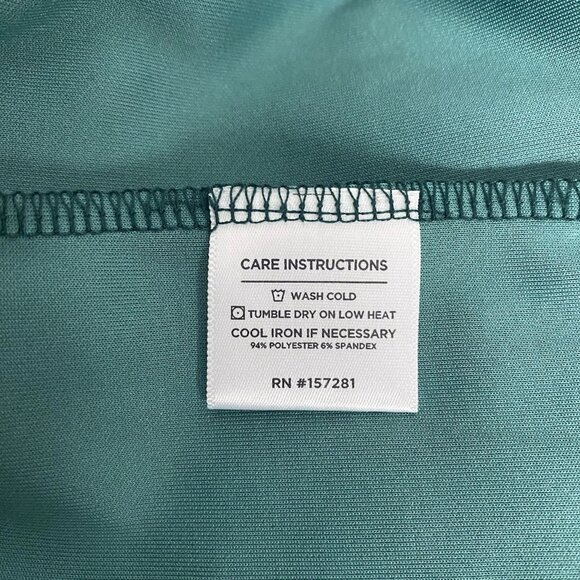 CARE INSTRUCTIONS
WASH COLD
TUMBLE DRY ON LOW HEAT
COOL IRON IF NECESSARY
94% POLYESTER 6% SPANDEX
RN #157281